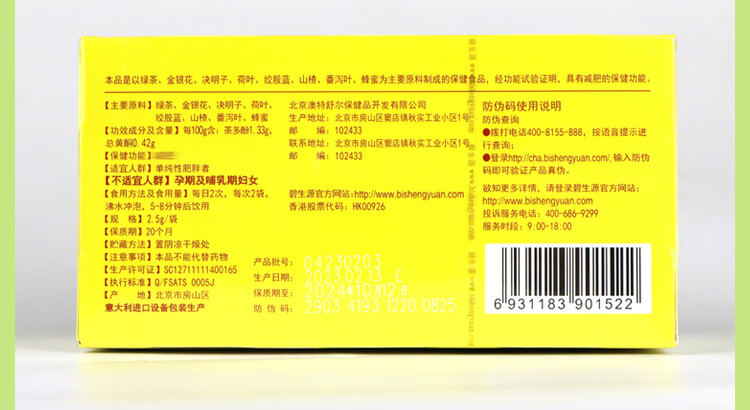 本品是以绿茶、金银花、决明子、荷叶、绞股蓝、山楂、番泻叶、蜂蜜为主要原料制成的保健食品，经功能试验证明，具有减肥的保健功能。
【主要原料】绿茶、金银花、决明子、荷叶、
绞股蓝、山楂、番泻叶、蜂蜜
【功效成分及含量】每100g含：茶多酚1.33g、
总黄酮0.42g
【保健功能】
【适宜人群】单纯性肥胖者
【不适宜人群】孕期及哺乳期妇女
【食用方法及食用量】每日2次，每次2袋，
沸水冲泡，5-8分钟后饮用
【规 格】2.5g/袋
【保质期】20个月
【贮藏方法】置阴凉干燥处
【注意事项】本品不能代替药物
【生产许可证】SC12711111400165
【执行标准】Q/FSATS 0005J
【产 地】北京市房山区
意大利进口设备包装生产
北京澳特舒尔保健品开发有限公司
生产地址：北京市房山区窦店镇秋实工业小区1号
邮 编：102433
联系地址：北京市房山区窦店镇秋实工业小区1号
邮 编：102433
碧生源官方网站:http://www.bishengyuan.com
香港股票代码：HK00926
产品批号：04230203
生产日期：2023.02.13 E
保质期至：2024年10月12日
防 伪 码：2903 4193 1220 0825
防伪码使用说明
防伪查询
●拨打电话400-8155-888，按语音提示进
行查询；
●登录http://cha.bishengyuan.com/,输入防伪
码即可验证产品真伪。
欲知更多详情，请登录碧生源官方网站：
http://www.bishengyuan.com
投诉服务电话：400-686-9299
服务时段：9:00-18:00
6 931183 901522